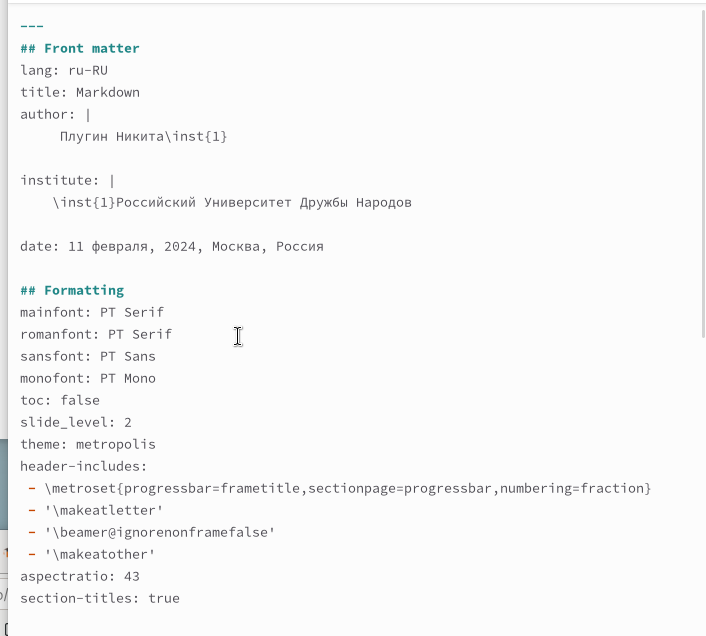 ---
## Front matter
lang: ru-RU
title: Markdown
author: |
     Плугин Никита\inst{1}

institute: |
    \inst{1}Российский Университет Дружбы Народов

date: 11 февраля, 2024, Москва, Россия

## Formatting
mainfont: PT Serif
romanfont: PT Serif
sansfont: PT Sans
monofont: PT Mono
toc: false
slide_level: 2
theme: metropolis
header-includes:
 - \metroset{progressbar=frametitle,sectionpage=progressbar,numbering=fraction}
 - '\makeatletter'
 - '\beamer@ignorenonframefalse'
 - '\makeatother'
aspectratio: 43
section-titles: true